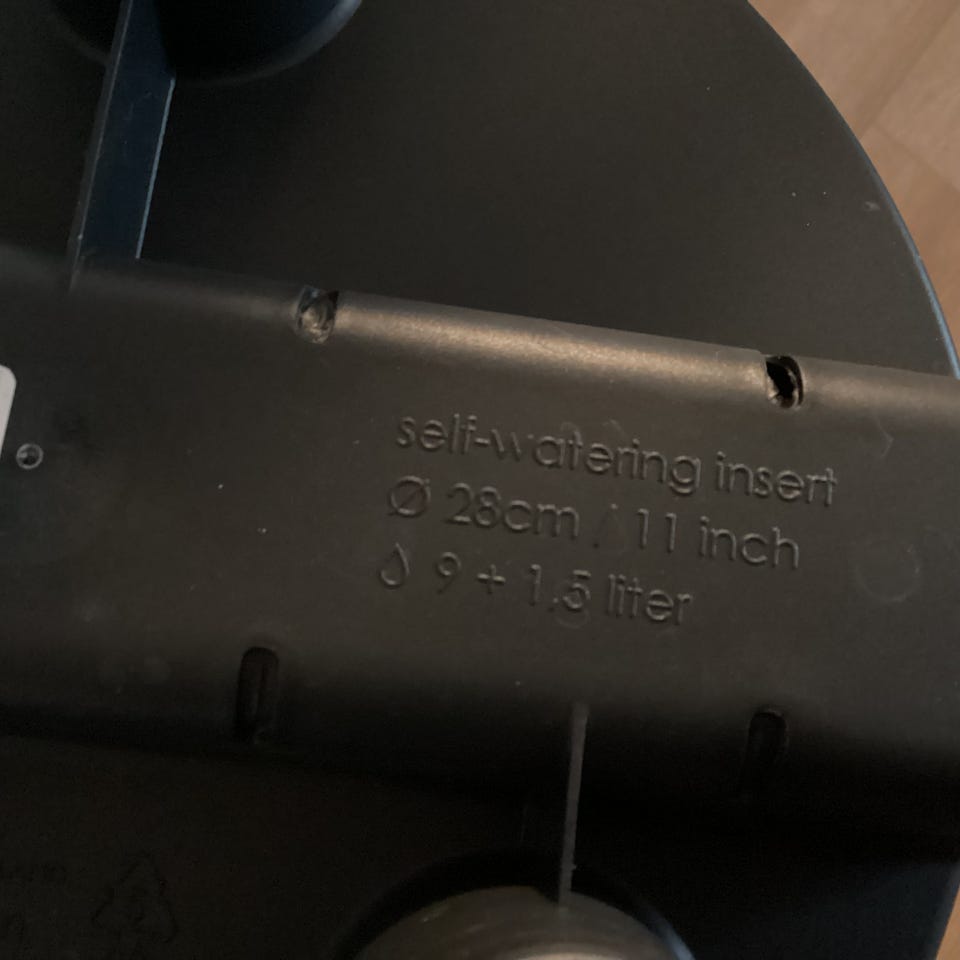 self-watering insert
Ø 28cm / 11 inch
9 + 1.5 liter